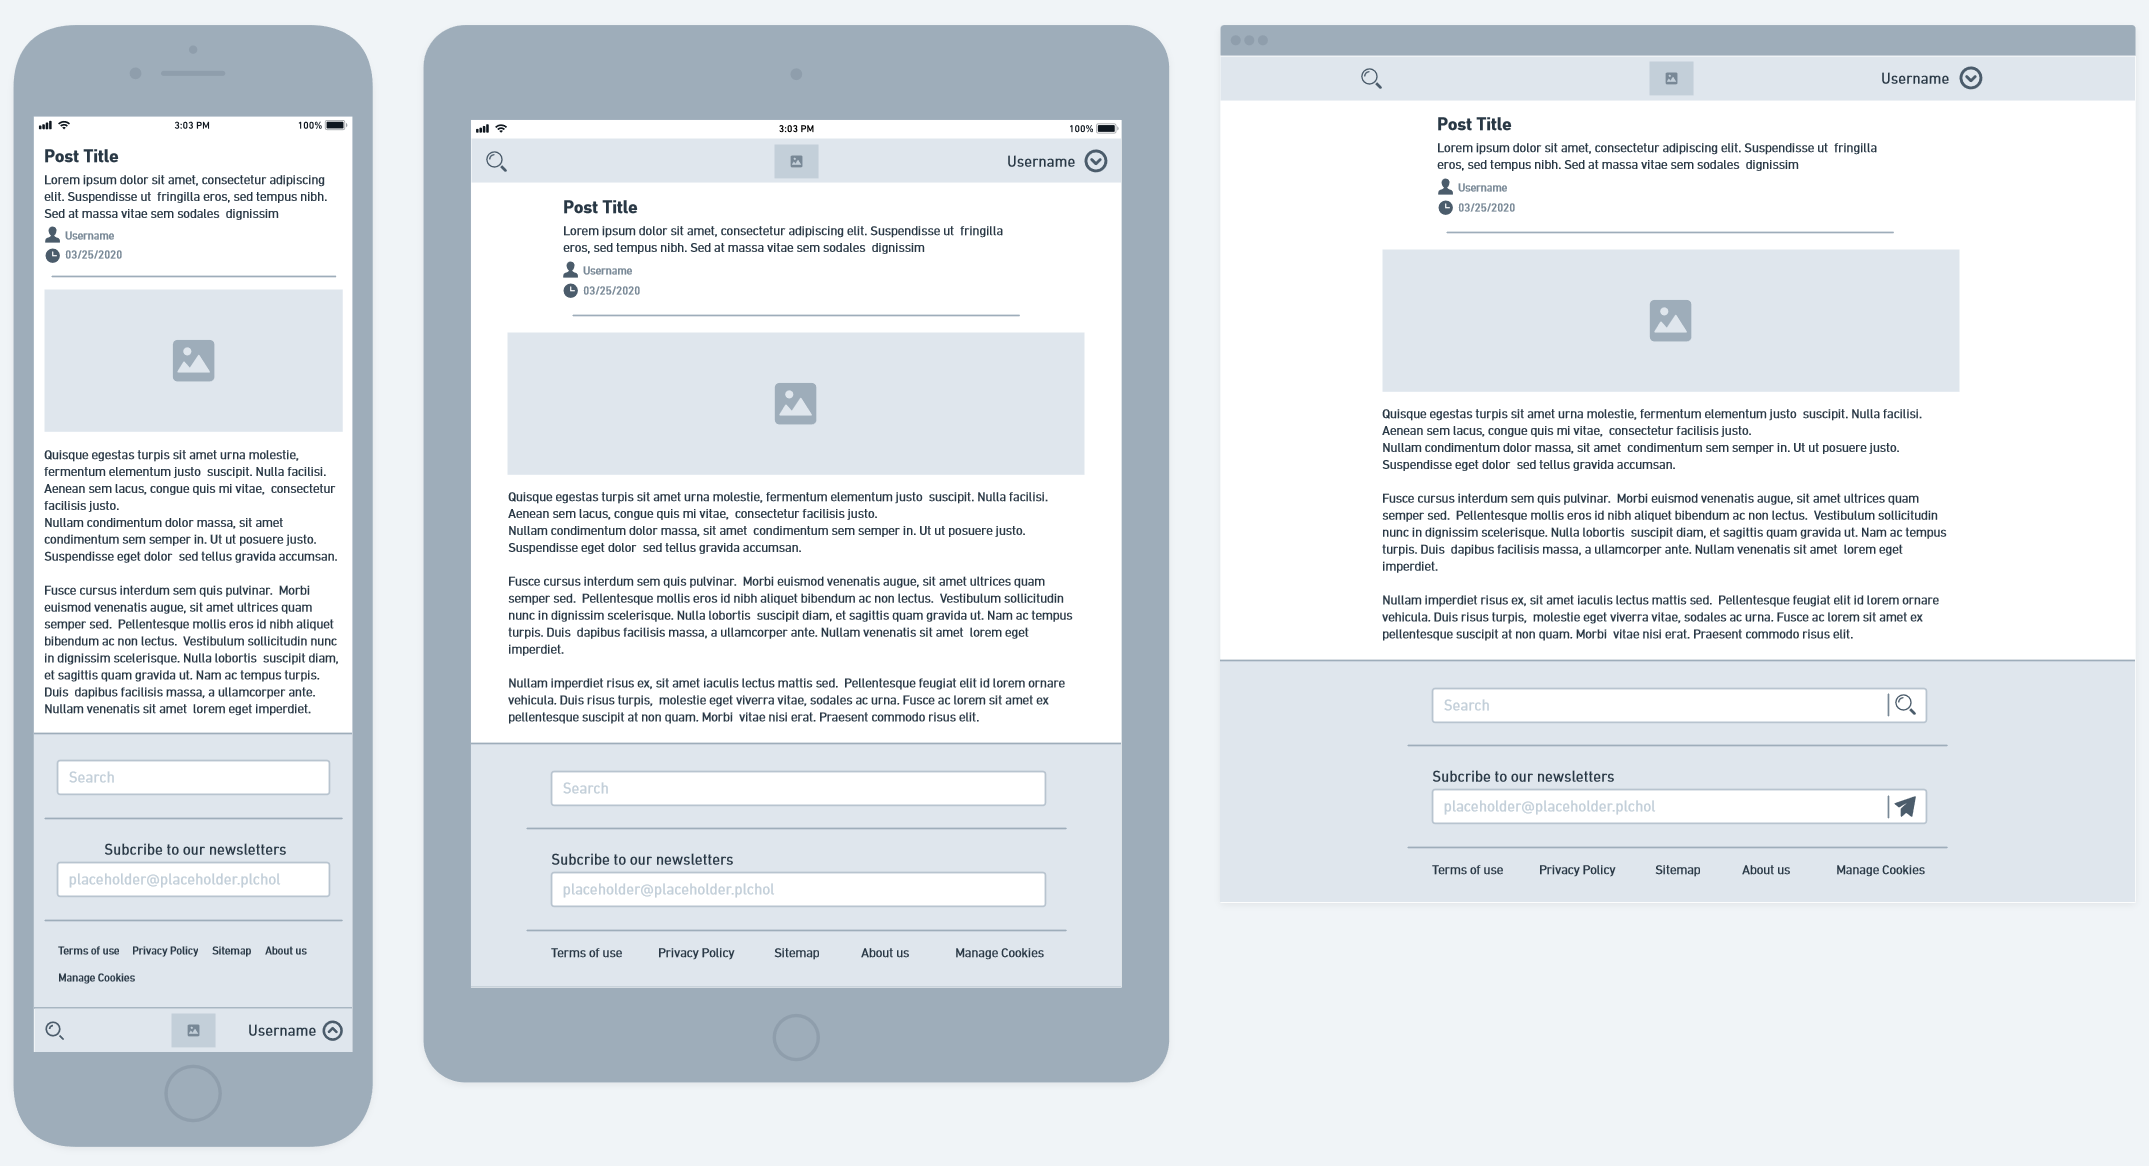 3:03 PM
100%
Post Title
Lorem ipsum dolor sit amet, consectetur adipiscing
elit. Suspendisse ut fringilla eros, sed tempus nibh.
Sed at massa vitae sem sodales dignissim
Username
03/25/2020
Quisque egestas turpis sit amet urna molestie,
fermentum elementum justo suscipit. Nulla facilisi.
Aenean sem lacus, congue quis mi vitae, consectetur
facilisis justo.
Nullam condimentum dolor massa, sit amet
condimentum sem semper in. Ut ut posuere justo.
Suspendisse eget dolor sed tellus gravida accumsan.
Fusce cursus interdum sem quis pulvinar. Morbi
euismod venenatis augue, sit amet ultrices quam
semper sed. Pellentesque mollis eros id nibh aliquet
bibendum ac non lectus. Vestibulum sollicitudin nunc
in dignissim scelerisque. Nulla lobortis suscipit diam,
et sagittis quam gravida ut. Nam ac tempus turpis.
Duis dapibus facilisis massa, a ullamcorper ante.
Nullam venenatis sit amet lorem eget imperdiet.
Search
Subcribe to our newsletters
placeholder@placeholder.plchol
Terms of use Privacy Policy Sitemap About us
Manage Cookies
Username
3:03 PM
100%
Username
Post Title
Lorem ipsum dolor sit amet, consectetur adipiscing elit. Suspendisse ut fringilla
eros, sed tempus nibh. Sed at massa vitae sem sodales dignissim
Username
03/25/2020
Quisque egestas turpis sit amet urna molestie, fermentum elementum justo suscipit. Nulla facilisi.
Aenean sem lacus, congue quis mi vitae, consectetur facilisis justo.
Nullam condimentum dolor massa, sit amet condimentum sem semper in. Ut ut posuere justo.
Suspendisse eget dolor sed tellus gravida accumsan.
Fusce cursus interdum sem quis pulvinar. Morbi euismod venenatis augue, sit amet ultrices quam
semper sed. Pellentesque mollis eros id nibh aliquet bibendum ac non lectus. Vestibulum sollicitudin
nunc in dignissim scelerisque. Nulla lobortis suscipit diam, et sagittis quam gravida ut. Nam ac tempus
turpis. Duis dapibus facilisis massa, a ullamcorper ante. Nullam venenatis sit amet lorem eget
imperdiet.
Nullam imperdiet risus ex, sit amet iaculis lectus mattis sed. Pellentesque feugiat elit id lorem ornare
vehicula. Duis risus turpis, molestie eget viverra vitae, sodales ac urna. Fusce ac lorem sit amet ex
pellentesque suscipit at non quam. Morbi vitae nisi erat. Praesent commodo risus elit.
Search
Subcribe to our newsletters
placeholder@placeholder.plchol
Terms of use Privacy Policy Sitemap About us Manage Cookies
Username
Post Title
Lorem ipsum dolor sit amet, consectetur adipiscing elit. Suspendisse ut fringilla
eros, sed tempus nibh. Sed at massa vitae sem sodales dignissim
Username
03/25/2020
Quisque egestas turpis sit amet urna molestie, fermentum elementum justo suscipit. Nulla facilisi.
Aenean sem lacus, congue quis mi vitae, consectetur facilisis justo.
Nullam condimentum dolor massa, sit amet condimentum sem semper in. Ut ut posuere justo.
Suspendisse eget dolor sed tellus gravida accumsan.
Fusce cursus interdum sem quis pulvinar. Morbi euismod venenatis augue, sit amet ultrices quam
semper sed. Pellentesque mollis eros id nibh aliquet bibendum ac non lectus. Vestibulum sollicitudin
nunc in dignissim scelerisque. Nulla lobortis suscipit diam, et sagittis quam gravida ut. Nam ac tempus
turpis. Duis dapibus facilisis massa, a ullamcorper ante. Nullam venenatis sit amet lorem eget
imperdiet.
Nullam imperdiet risus ex, sit amet iaculis lectus mattis sed. Pellentesque feugiat elit id lorem ornare
vehicula. Duis risus turpis, molestie eget viverra vitae, sodales ac urna. Fusce ac lorem sit amet ex
pellentesque suscipit at non quam. Morbi vitae nisi erat. Praesent commodo risus elit.
Search
Subcribe to our newsletters
placeholder@placeholder.plchol
Terms of use Privacy Policy Sitemap About us Manage Cookies